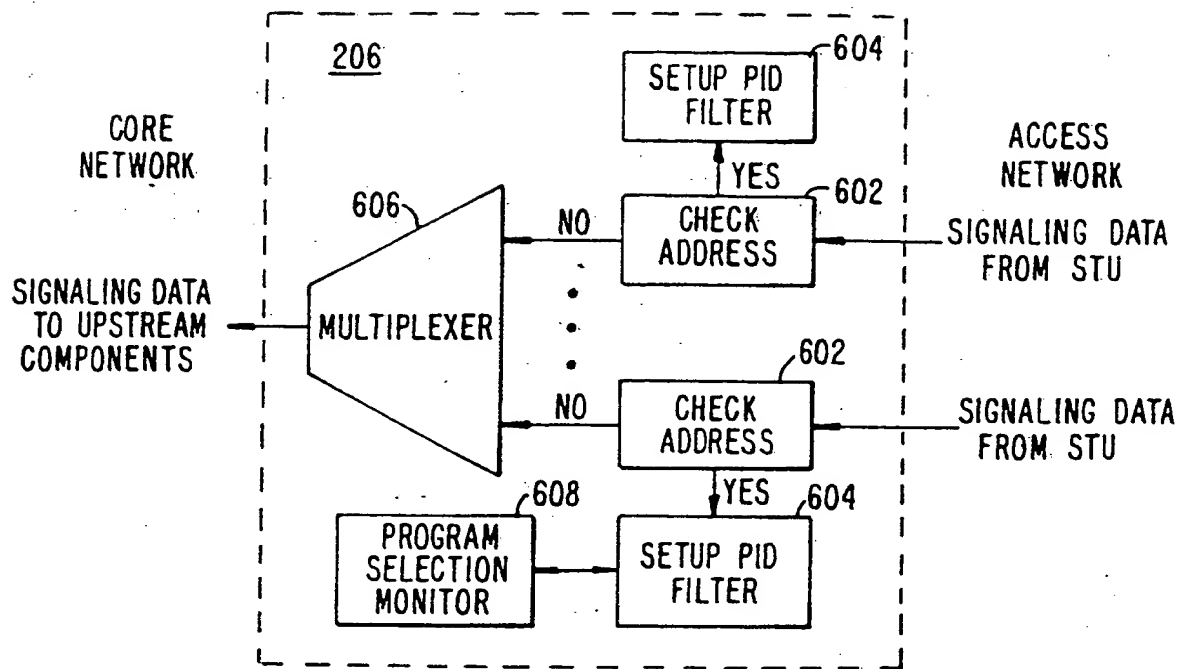 206
604
SETUP PID
FILTER
CORE
NETWORK
ACCESS
NETWORK
YES
602
606
NO
CHECK
ADDRESS
SIGNALING DATA
FROM STU
SIGNALING DATA
TO UPSTREAM
COMPONENTS
MULTIPLEXER
602
NO
CHECK
ADDRESS
SIGNALING DATA
FROM STU
YES
608
604
PROGRAM
SELECTION
MONITOR
SETUP PID
FILTER